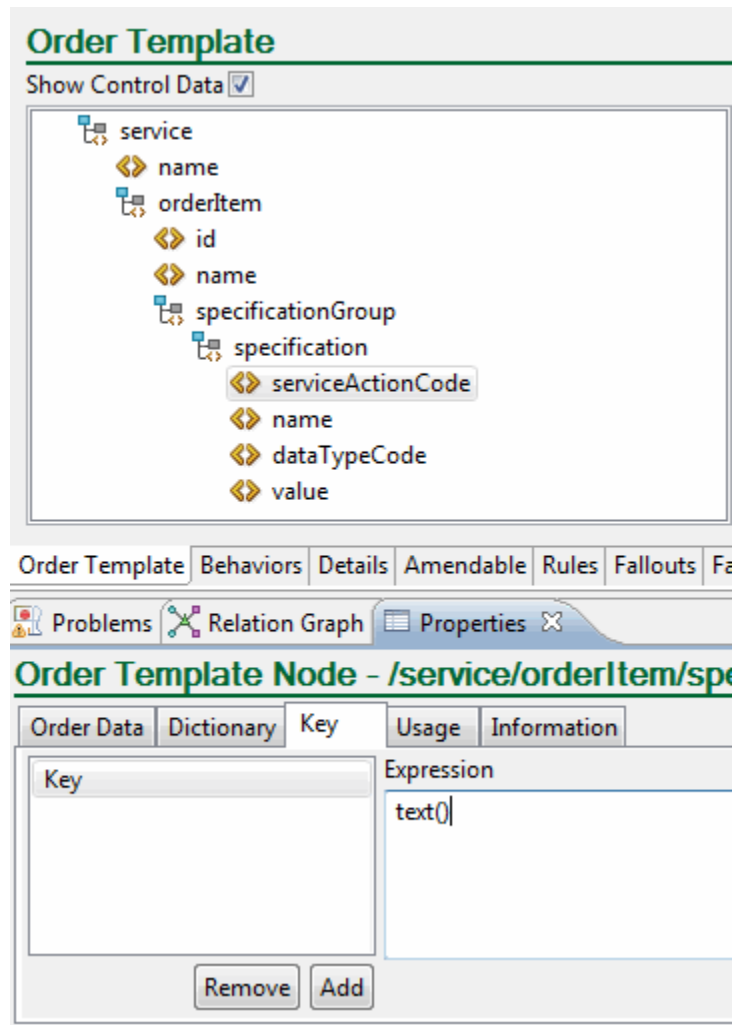 Order Template
Show Control Data
service
name
orderItem
id
name
specificationGroup
specification
serviceActionCode
name
dataTypeCode
value
Order Template Behaviors Details Amendable Rules Fallouts Fa
Problems Relation Graph Properties
Order Template Node - /service/orderItem/spe
Order Data Dictionary Key Usage Information
Key Expression
text()
Remove Add